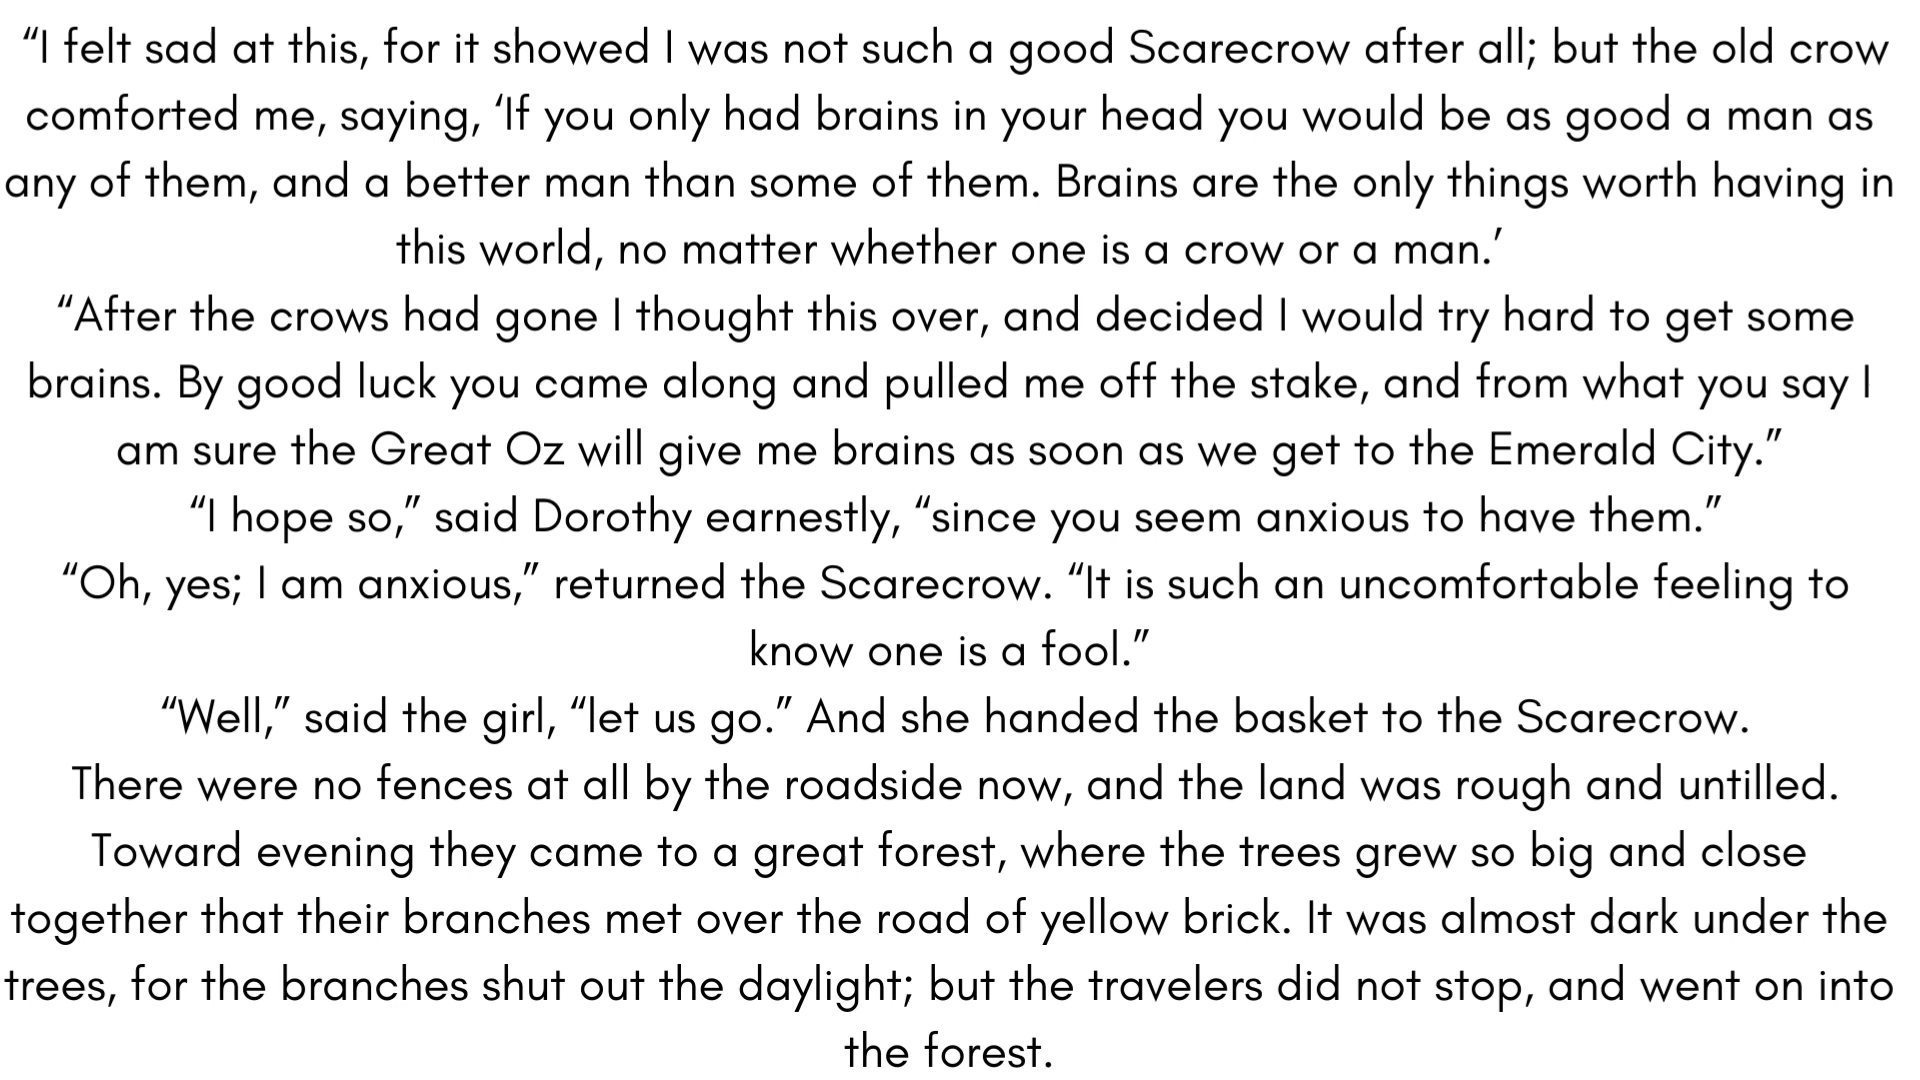 “I felt sad at this, for it showed I was not such a good Scarecrow after all; but the old crow
comforted me, saying, ‘If you only had brains in your head you would be as good a man as
any of them, and a better man than some of them. Brains are the only things worth having in
this world, no matter whether one is a crow or a man.’
“After the crows had gone I thought this over, and decided I would try hard to get some
brains. By good luck you came along and pulled me off the stake, and from what you say I
am sure the Great Oz will give me brains as soon as we get to the Emerald City.”
“I hope so,” said Dorothy earnestly, “since you seem anxious to have them.”
“Oh, yes; I am anxious,” returned the Scarecrow. “It is such an uncomfortable feeling to
know one is a fool.”
“Well,” said the girl, “let us go.” And she handed the basket to the Scarecrow.
There were no fences at all by the roadside now, and the land was rough and untilled.
Toward evening they came to a great forest, where the trees grew so big and close
together that their branches met over the road of yellow brick. It was almost dark under the
trees, for the branches shut out the daylight; but the travelers did not stop, and went on into
the forest.